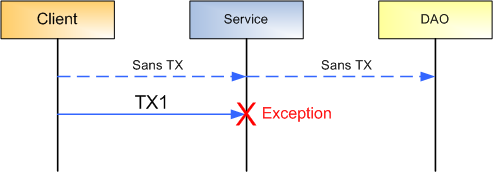 Client
Service
DAO
Sans TX
Sans TX
TX1
Exception